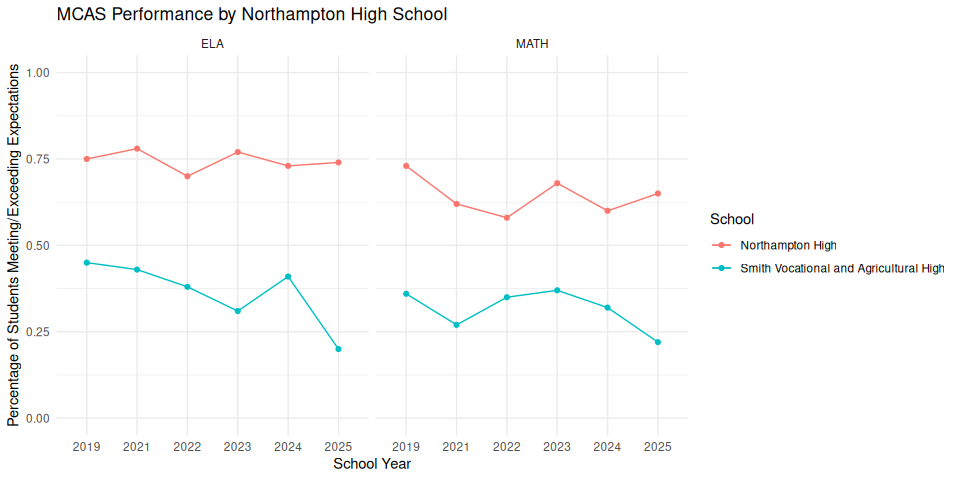 MCAS Performance by Northampton High School
ELA
MATH
Percentage of Students Meeting/Exceeding Expectations
1.00
0.75
0.50
0.25
0.00
2019 2021 2022 2023 2024 2025
2019 2021 2022 2023 2024 2025
School Year
School
Northampton High
Smith Vocational and Agricultural High